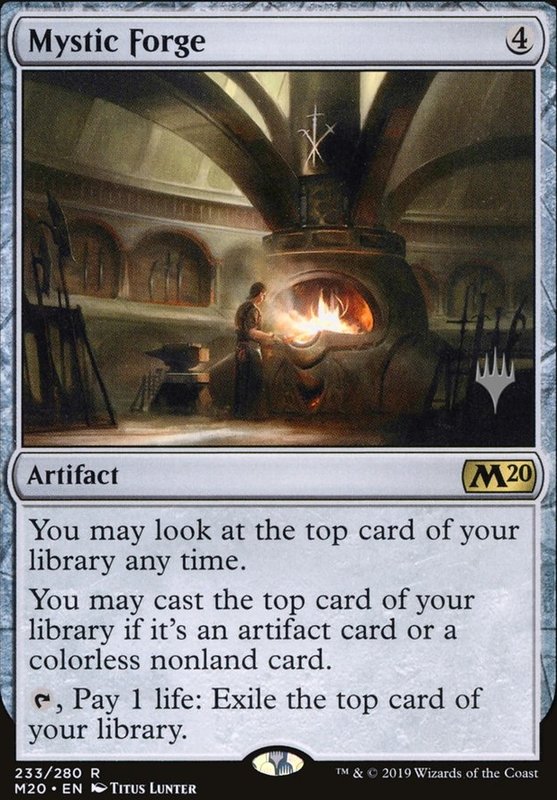 Mystic Forge 4
Artifact M20
You may look at the top card of your
library any time.
You may cast the top card of your
library if it's an artifact card or a
colorless nonland card.
, Pay 1 life: Exile the top card of
your library.
233/280 R ™ & © 2019 Wizards of the Coast
M20 • EN Titus Lunter